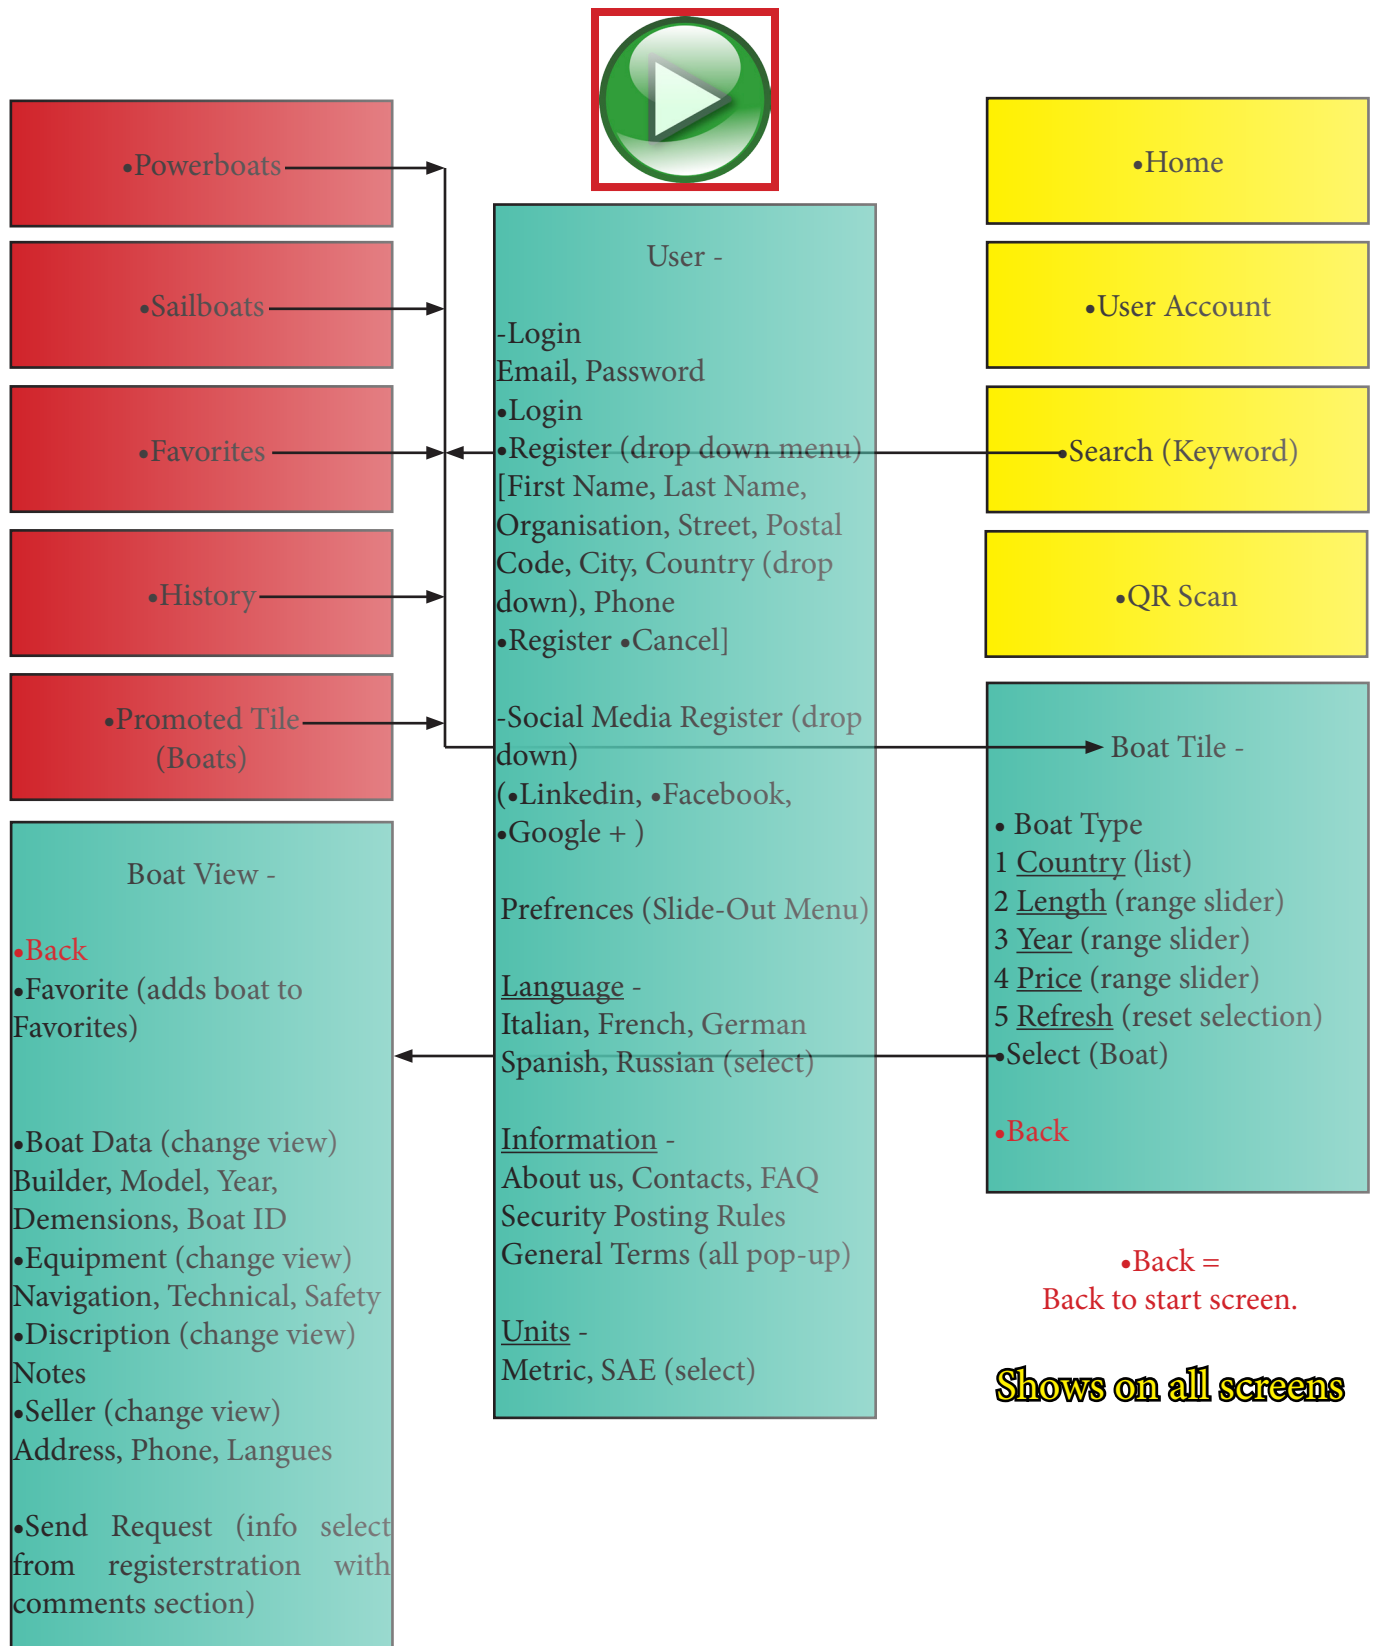 •Powerboats
•Sailboats
•Favorites
•History
•Promoted Tile
(Boats)
Boat View -
•Back
•Favorite (adds boat to
Favorites)
•Boat Data (change view)
Builder, Model, Year,
Demensions, Boat ID
•Equipment (change view)
Navigation, Technical, Safety
•Discription (change view)
Notes
•Seller (change view)
Address, Phone, Langues
•Send Request (info select
from registerstration with
comments section)
User -
-Login
Email, Password
•Login
•Register (drop down menu)
[First Name, Last Name,
Organisation, Street, Postal
Code, City, Country (drop
down), Phone
•Register •Cancel]
-Social Media Register (drop
down)
(•Linkedin, •Facebook,
•Google + )
Prefrences (Slide-Out Menu)
Language -
Italian, French, German
Spanish, Russian (select)
Information -
About us, Contacts, FAQ
Security Posting Rules
General Terms (all pop-up)
Units -
Metric, SAE (select)
•Home
•User Account
•Search (Keyword)
•QR Scan
Boat Tile -
• Boat Type
1 Country (list)
2 Length (range slider)
3 Year (range slider)
4 Price (range slider)
5 Refresh (reset selection)
•Select (Boat)
•Back
•Back =
Back to start screen.
Shows on all screens